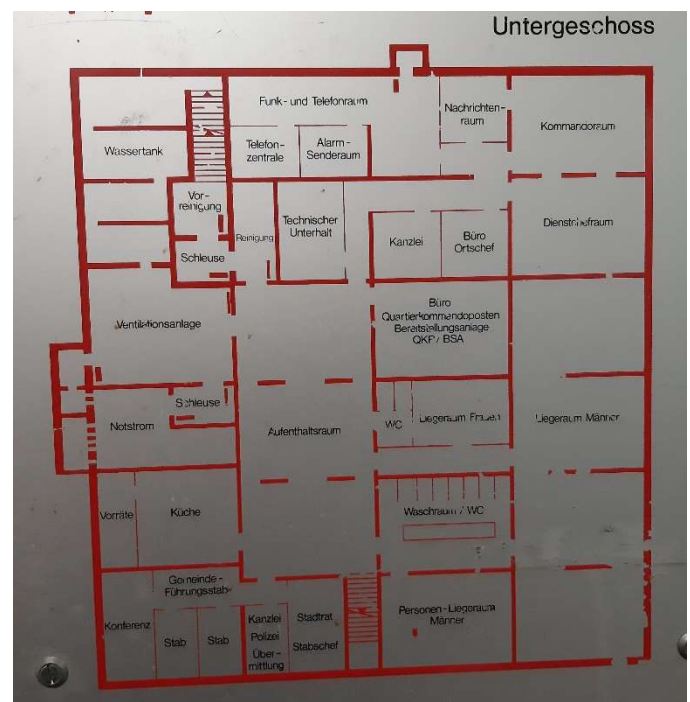 Untergeschoss
Funk- und Telefonraum
Nachrichten-
raum
Kommandoraum
Wassertank
Telefon-
zentrale
Alarm-
Senderaum
Vor-
reinigung
Reinigung
Technischer
Unterhalt
Kanzlei
Büro
Ortschef
Dienstchefraum
Schleuse
Ventilationsanlage
Büro
Quartierkommandoposten
Bereitstellungsanlage
QKP / BSA
Schleuse
Notstrom
Aufenthaltsraum
WC
Liegeraum Frauen
Liegeraum Männer
Vorräte
Küche
Waschraum / WC
Gemeinde-
Führungsstab
Konferenz
Stab
Stab
Kanzlei
Polizei
Über-
mittlung
Stadtrat
Stabschef
Personen-Liegeraum
Männer